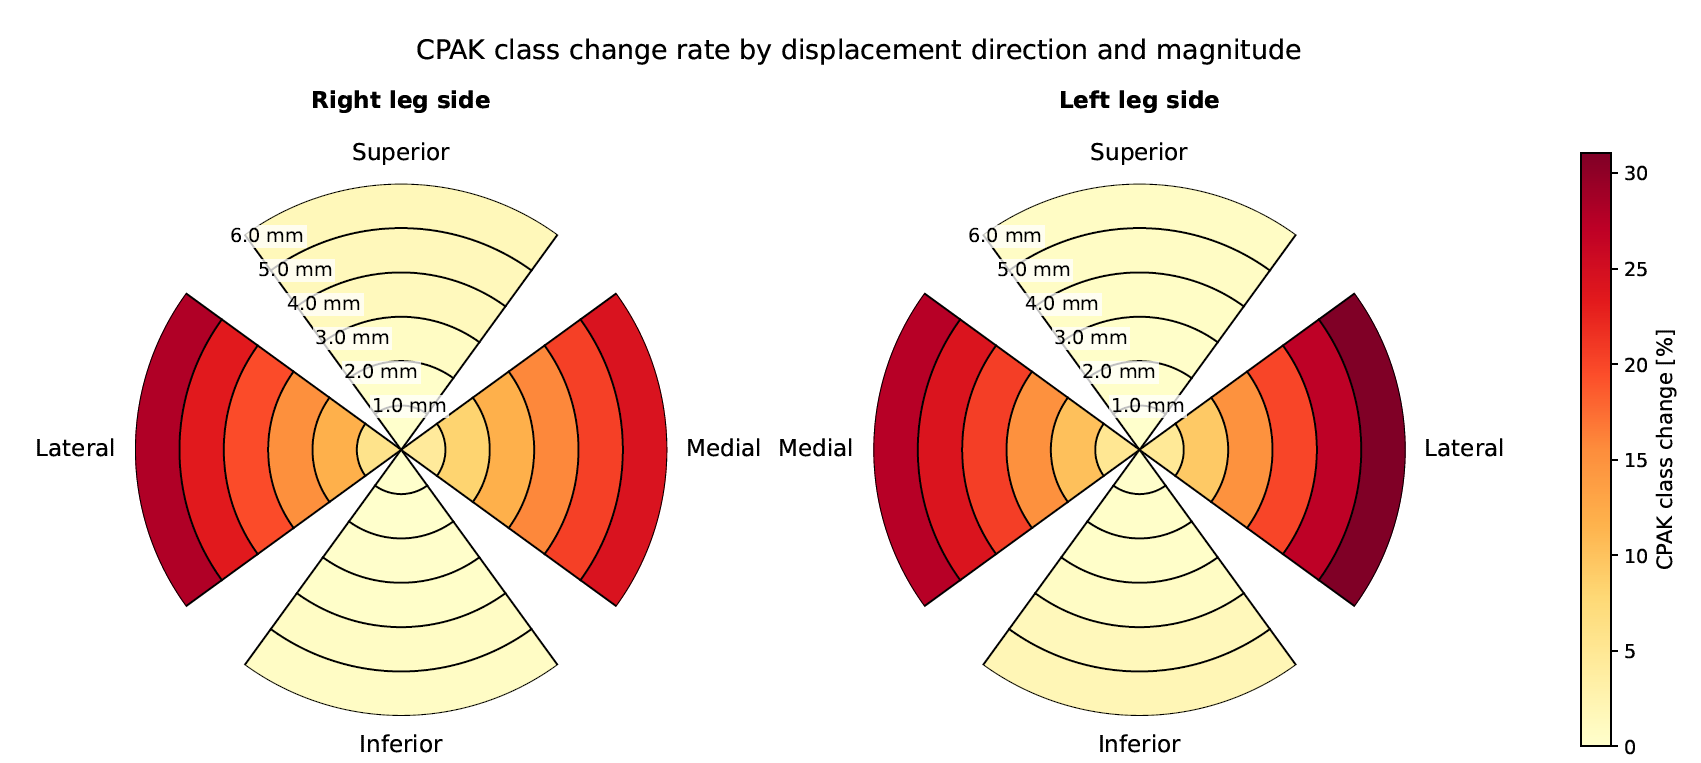 CPAK class change rate by displacement direction and magnitude
Right leg side
Superior
6.0 mm
5.0 mm
4.0 mm
3.0 mm
2.0 mm
1.0 mm
Lateral
Medial
Inferior
Left leg side
Superior
6.0 mm
5.0 mm
4.0 mm
3.0 mm
2.0 mm
1.0 mm
Medial
Lateral
Inferior
30
25
20
15
10
5
0
CPAK class change [%]